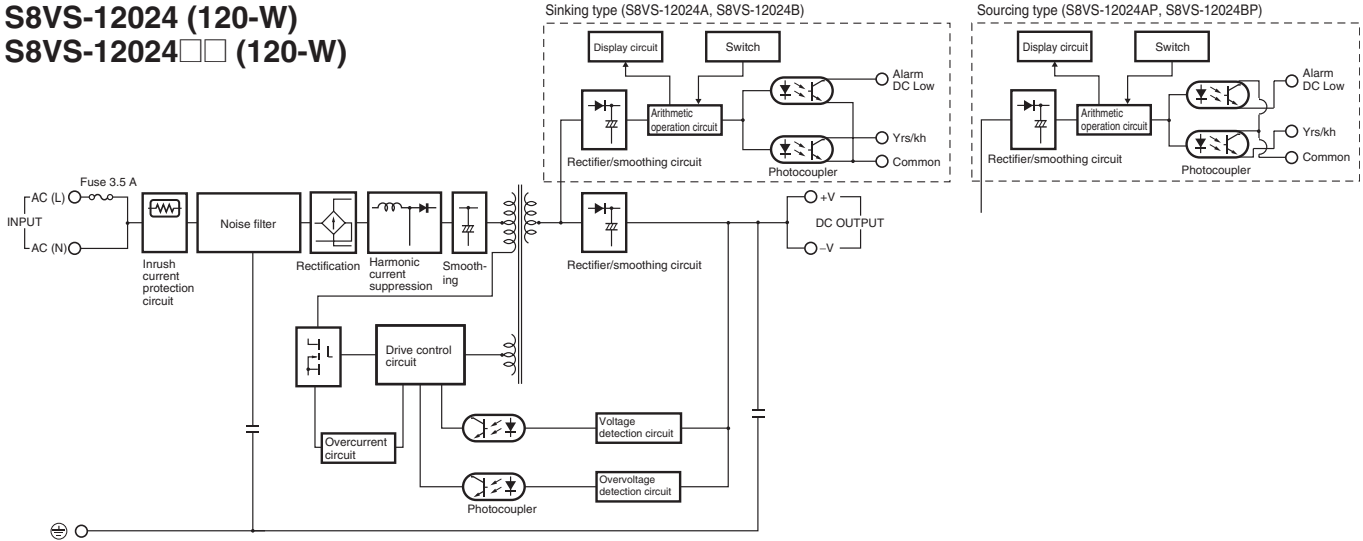 S8VS-12024 (120-W)
S8VS-12024□□ (120-W)
Sinking type (S8VS-12024A, S8VS-12024B)
Display circuit
Switch
Arithmetic
operation circuit
Rectifier/smoothing circuit
Alarm
DC Low
Yrs/kh
Common
Photocoupler
Sourcing type (S8VS-12024AP, S8VS-12024BP)
Display circuit
Switch
Arithmetic
operation circuit
Rectifier/smoothing circuit
Alarm
DC Low
Yrs/kh
Common
Photocoupler
Fuse 3.5 A
AC (L)
INPUT
AC (N)
Inrush
current
protection
circuit
Noise filter
Rectification
Harmonic
current
suppression
Smooth-
ing
Rectifier/smoothing circuit
+V
DC OUTPUT
–V
Drive control
circuit
Overcurrent
circuit
Voltage
detection circuit
Overvoltage
detection circuit
Photocoupler